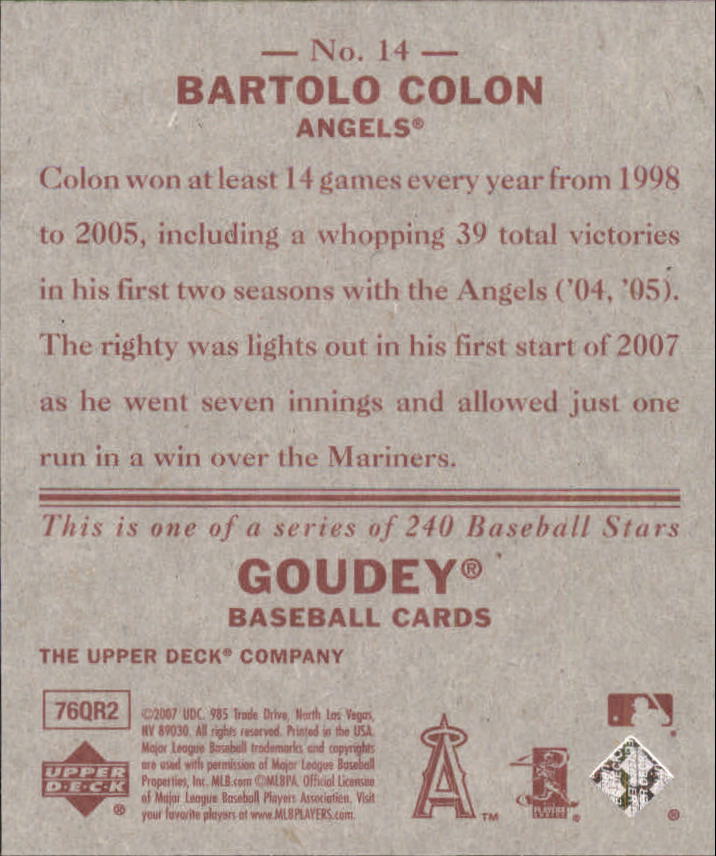 — No. 14 —
BARTOLO COLON
ANGELS®
Colon won at least 14 games every year from 1998
to 2005, including a whopping 39 total victories
in his first two seasons with the Angels ('04, '05).
The righty was lights out in his first start of 2007
as he went seven innings and allowed just one
run in a win over the Mariners.
This is one of a series of 240 Baseball Stars
GOUDEY®
BASEBALL CARDS
THE UPPER DECK® COMPANY
76QR2
©2007 UDC. 985 Trade Drive, North Las Vegas,
NV 89030. All rights reserved. Printed in the USA.
Major League Baseball trademarks and copyrights
are used with permission of Major League Baseball
Properties, Inc. MLB.com ©MLBPA. Official Licensee
of Major League Baseball Players Association. Visit
your favorite players at www.MLBPLAYERS.com.
UPPER
D•E•C•K
®
A
TM
PLAYERS
CHOICE
®
®